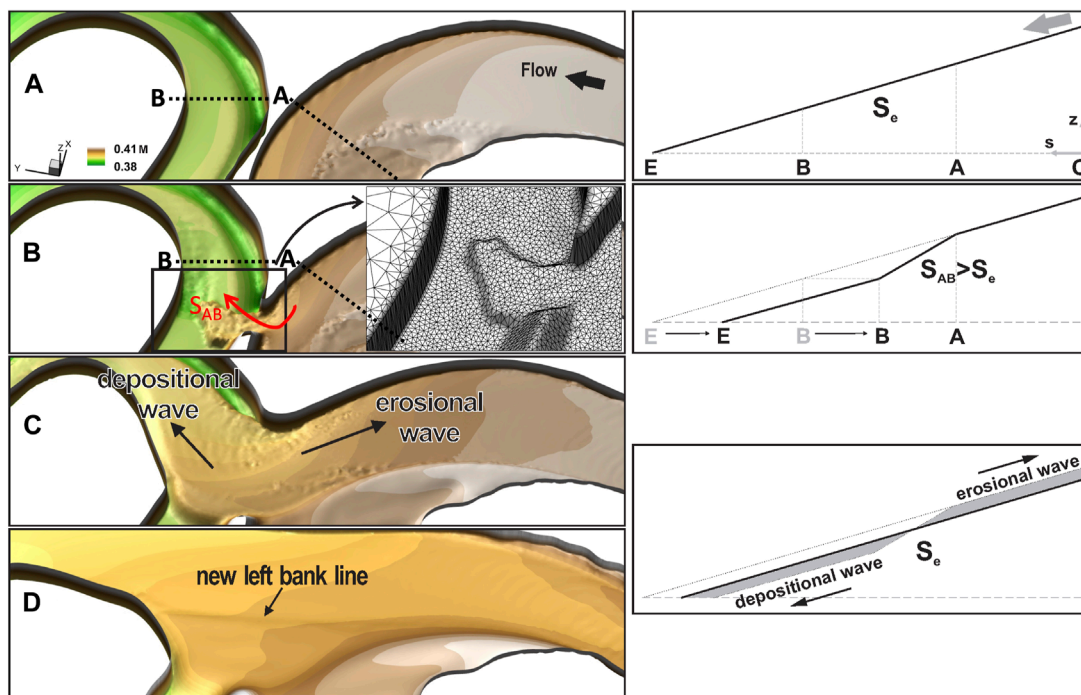 A
B
A
Flow
Z
X
Y
0.41 M
0.38
S_e
z
s
E
B
A
B
B
A
S_AB
S_AB>S_e
E
E
B
B
A
C
depositional
wave
erosional
wave
erosional wave
S_e
depositional wave
D
new left bank line